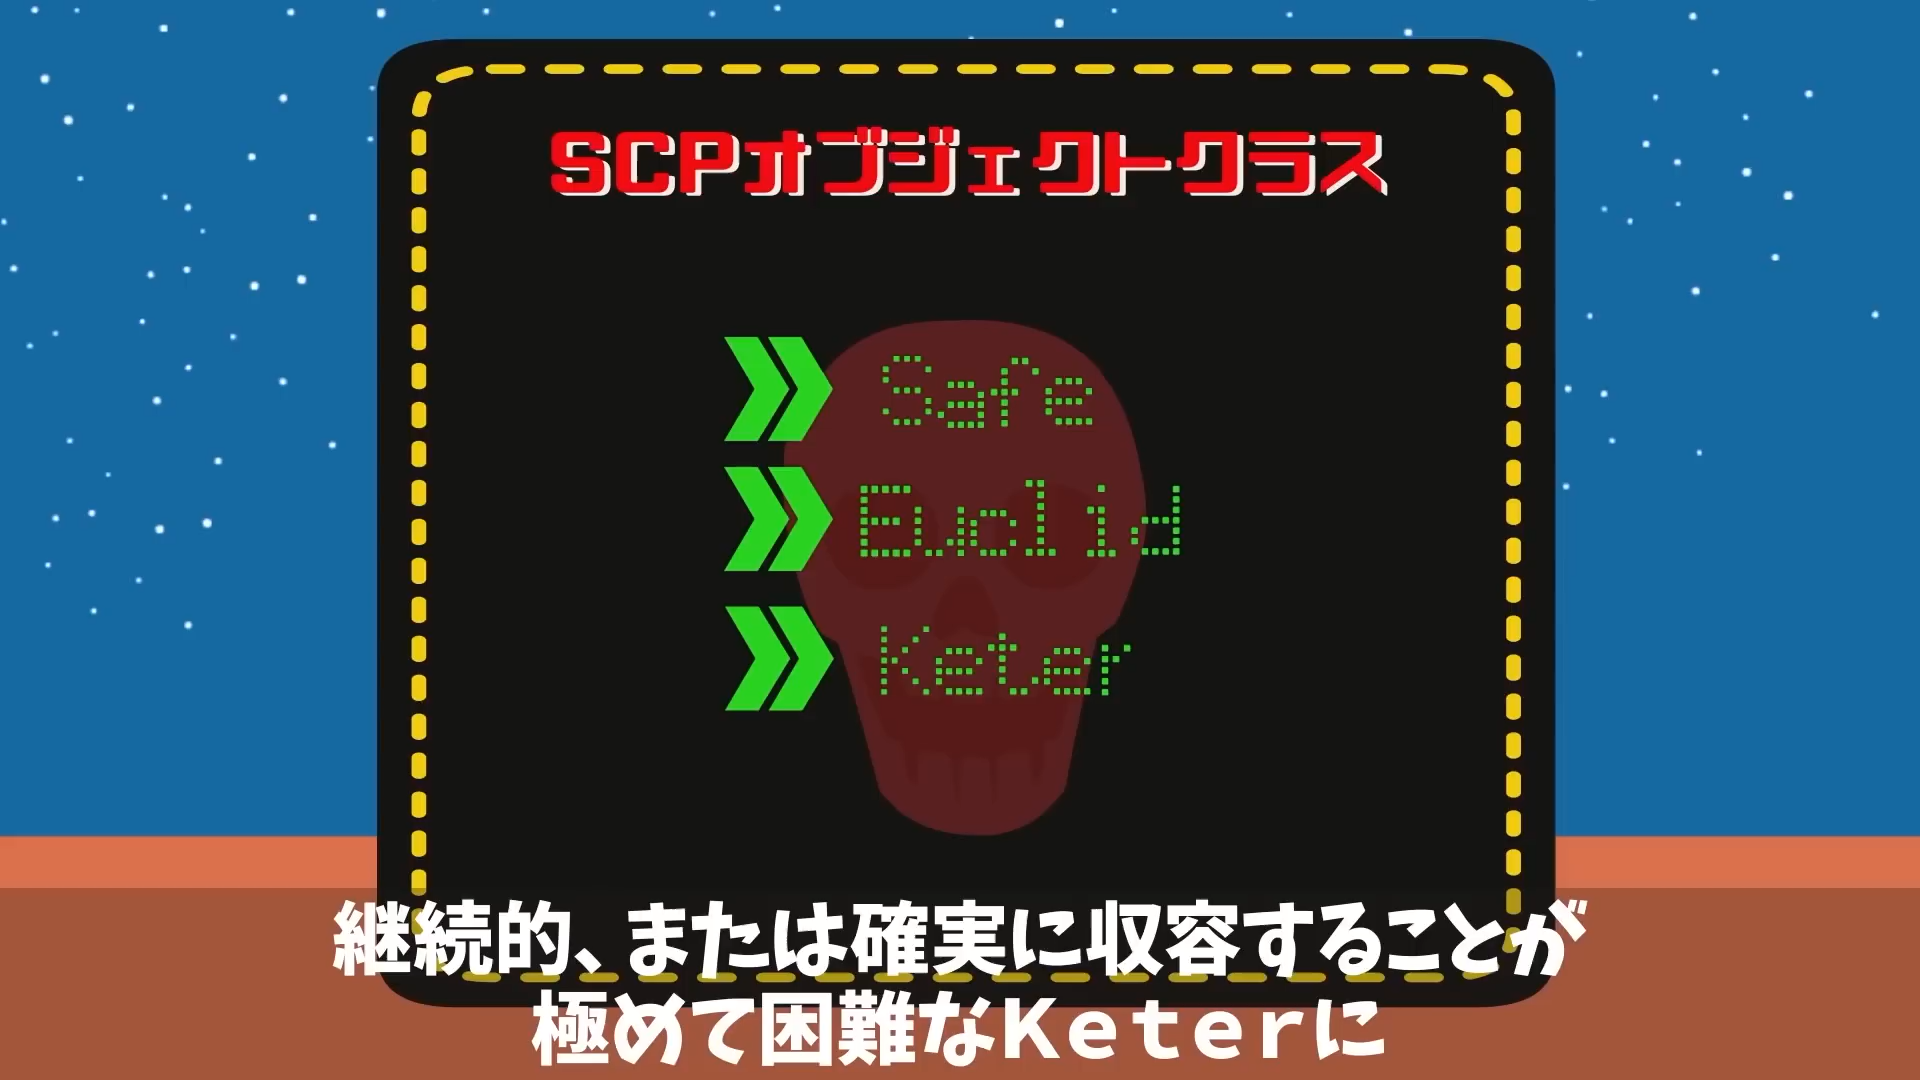 SCPオブジェクトクラス
Safe
Euclid
Keter
継続的、または確実に収容することが
極めて困難なKeterに